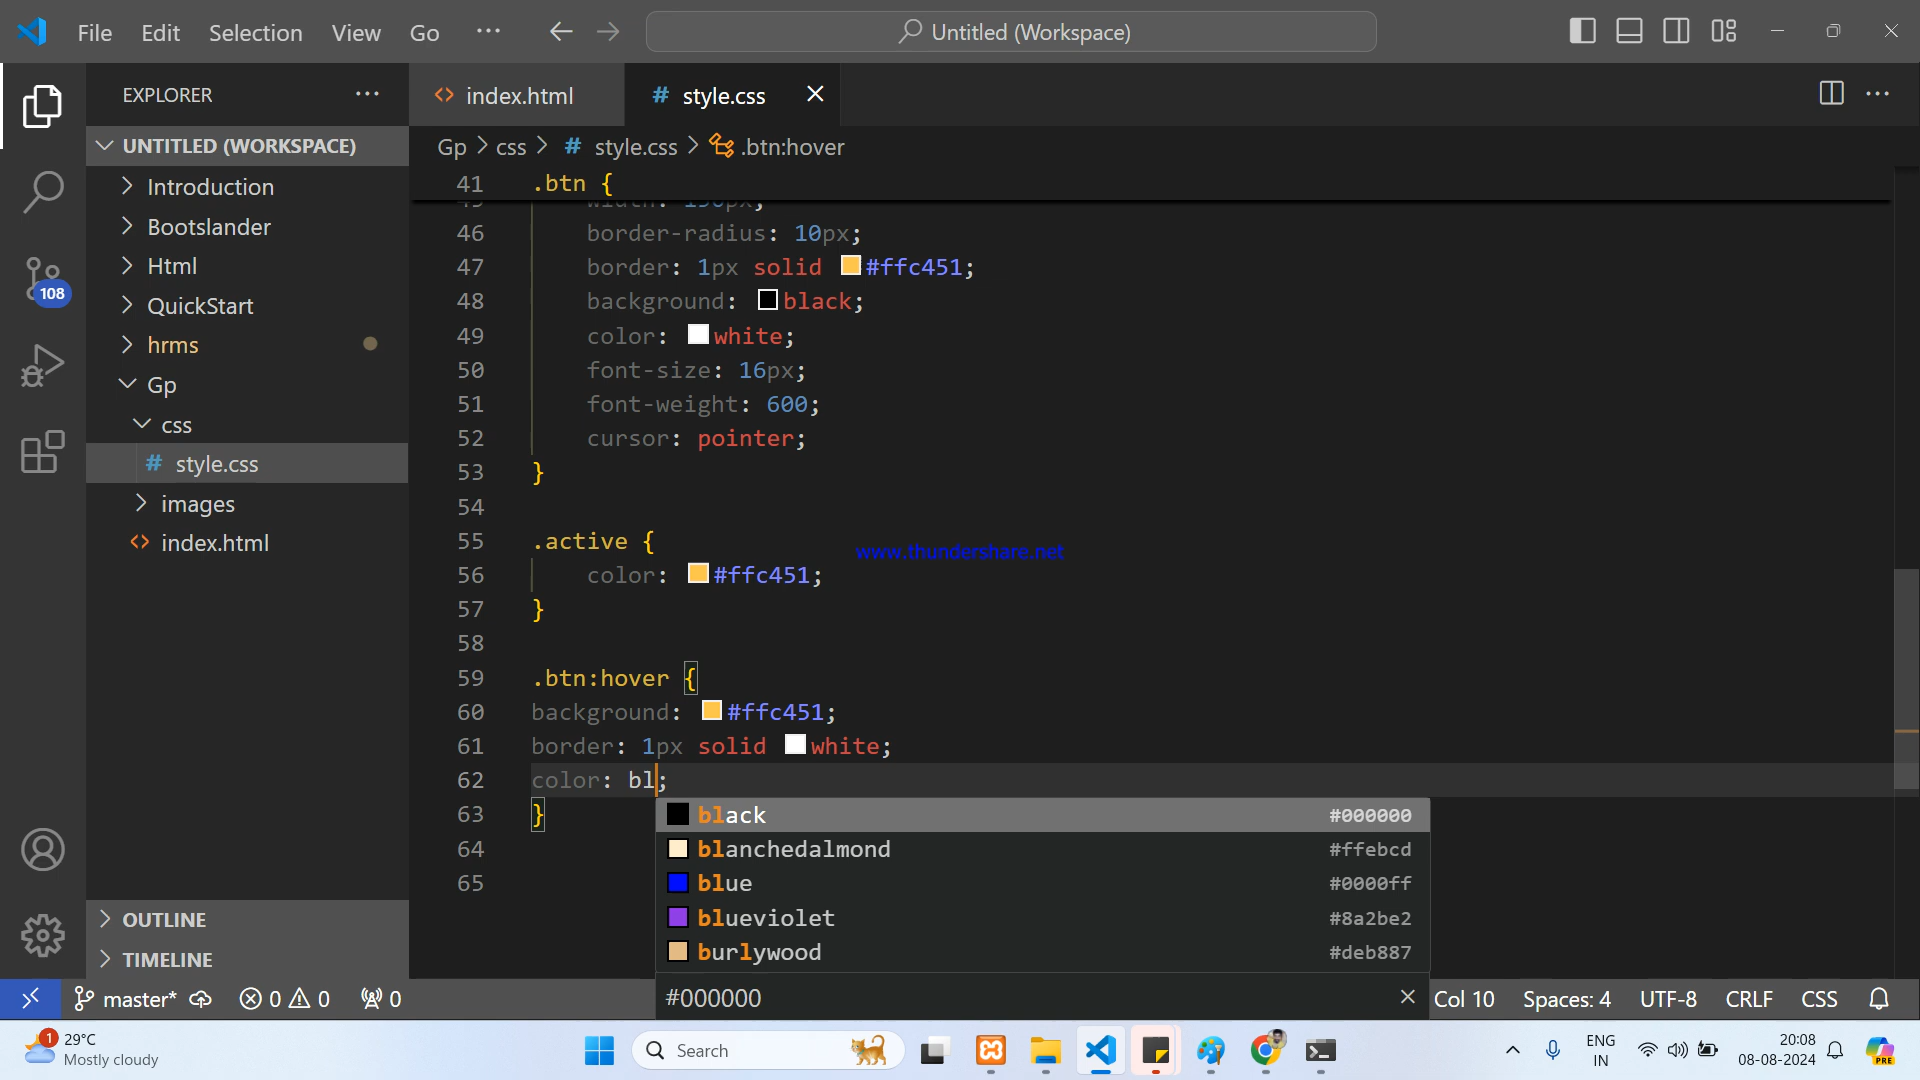 File Edit Selection View Go ··· Untitled (Workspace)
EXPLORER ···
index.html
# style.css
UNTITLED (WORKSPACE)
Introduction
Bootslander
Html
QuickStart
hrms
Gp
css
# style.css
images
index.html
OUTLINE
TIMELINE
108
Gp > css > # style.css > .btn:hover
41 .btn {
46 border-radius: 10px;
47 border: 1px solid #ffc451;
48 background: black;
49 color: white;
50 font-size: 16px;
51 font-weight: 600;
52 cursor: pointer;
53 }
54
55 .active {
56 color: #ffc451;
57 }
58
59 .btn:hover {
60 background: #ffc451;
61 border: 1px solid white;
62 color: bl;
63 }
64
65
www.thundershare.net
black #000000
blanchedalmond #ffebcd
blue #0000ff
blueviolet #8a2be2
burlywood #deb887
#000000
master* 0 0 0 Col 10 Spaces: 4 UTF-8 CRLF CSS
1 29°C
Mostly cloudy
Search
ENG
IN
20:08
08-08-2024
PRE